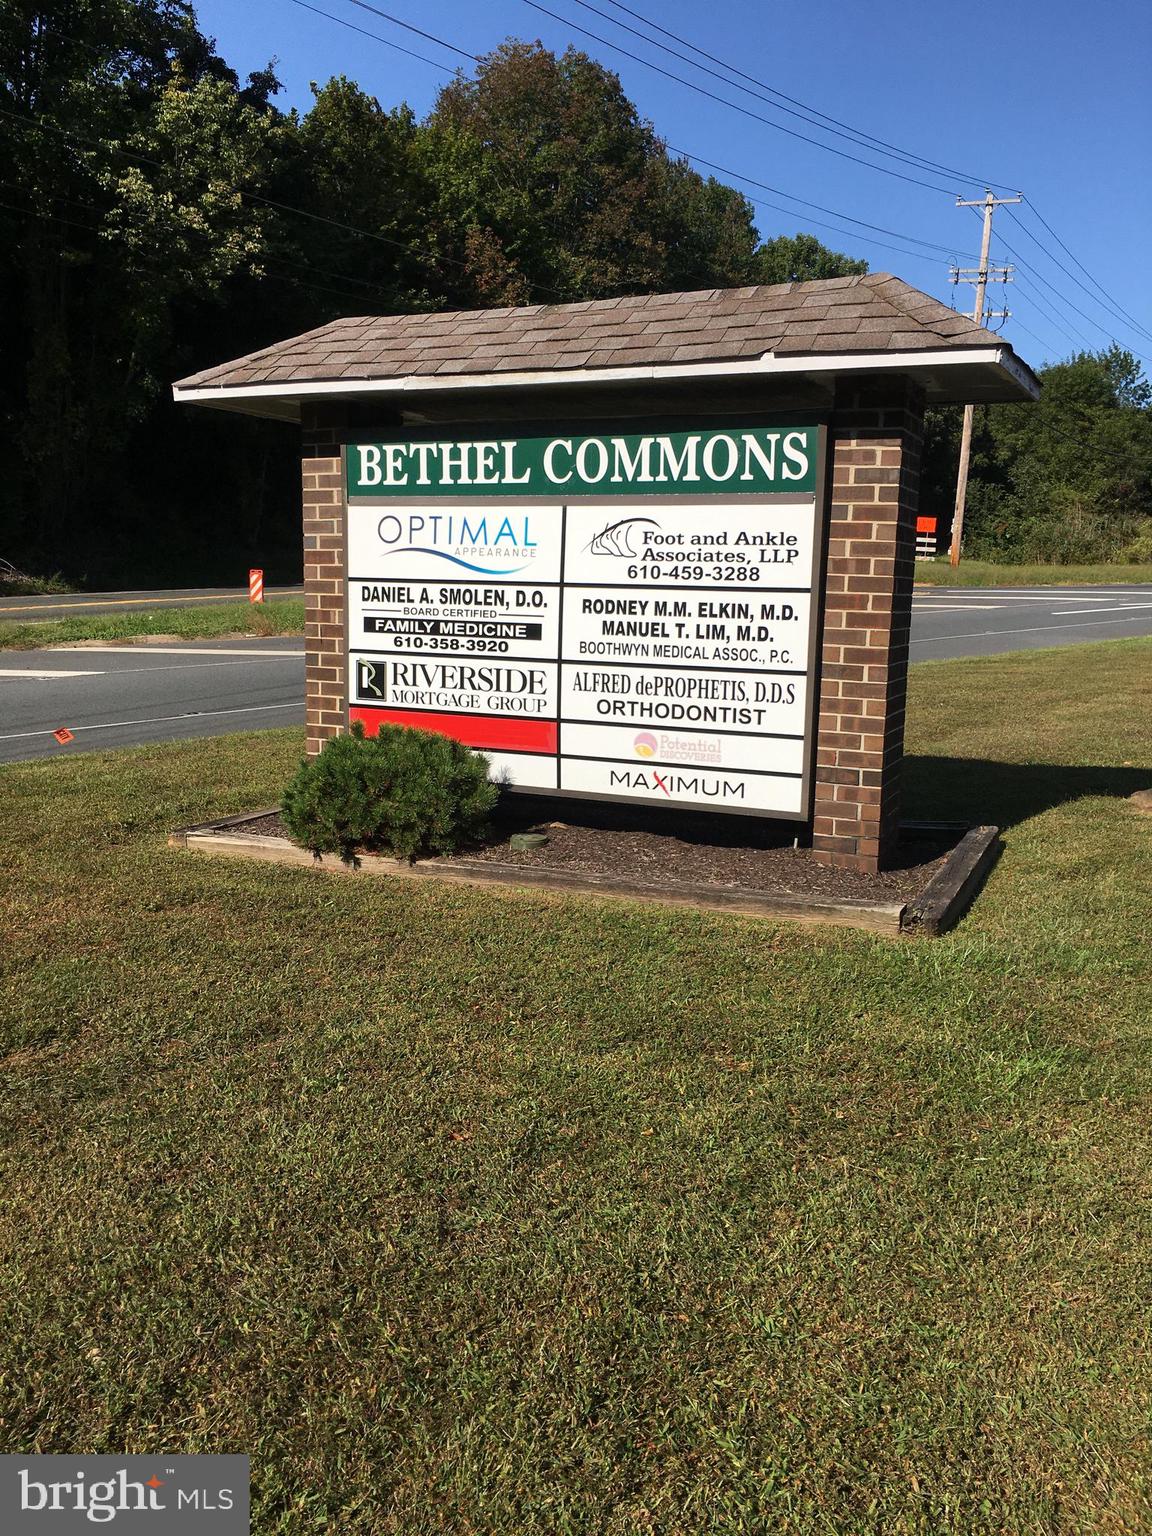 BETHEL COMMONS
OPTIMAL
APPEARANCE
Foot and Ankle
Associates, LLP
610-459-3288
DANIEL A. SMOLEN, D.O.
BOARD CERTIFIED
FAMILY MEDICINE
610-358-3920
RODNEY M.M. ELKIN, M.D.
MANUEL T. LIM, M.D.
BOOTHWYN MEDICAL ASSOC., P.C.
R RIVERSIDE
MORTGAGE GROUP
ALFRED dePROPHETIS, D.D.S
ORTHODONTIST
Potential
DISCOVERIES
MAXIMUM
bright™ MLS